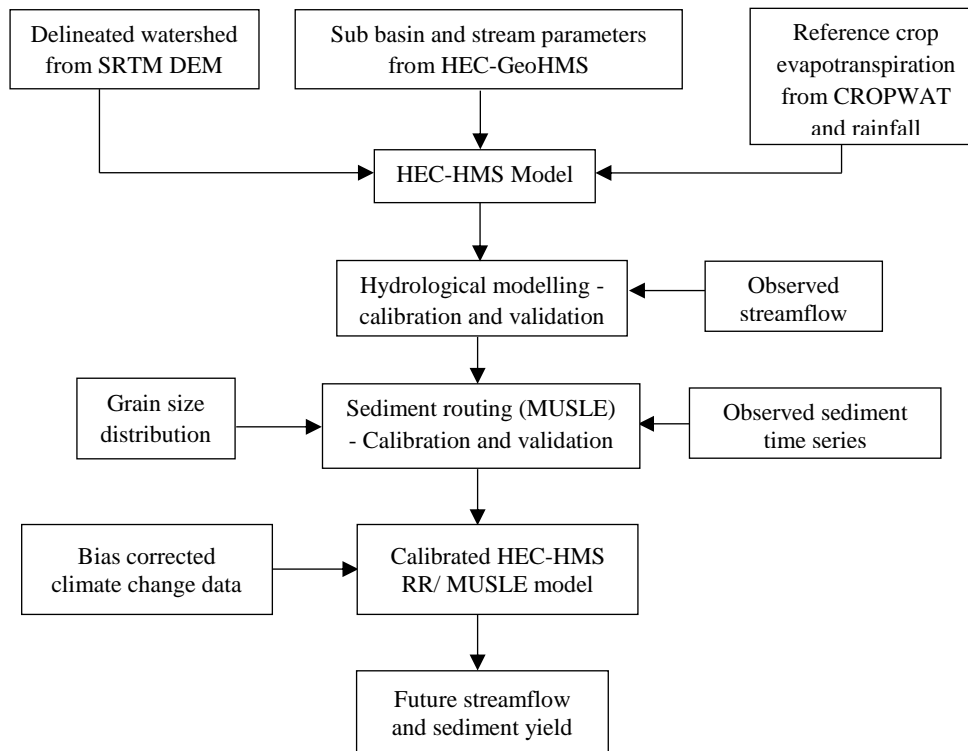 Delineated watershed
from SRTM DEM
Sub basin and stream parameters
from HEC-GeoHMS
Reference crop
evapotranspiration
from CROPWAT
and rainfall
HEC-HMS Model
Hydrological modelling -
calibration and validation
Observed
streamflow
Grain size
distribution
Sediment routing (MUSLE)
- Calibration and validation
Observed sediment
time series
Bias corrected
climate change data
Calibrated HEC-HMS
RR/ MUSLE model
Future streamflow
and sediment yield